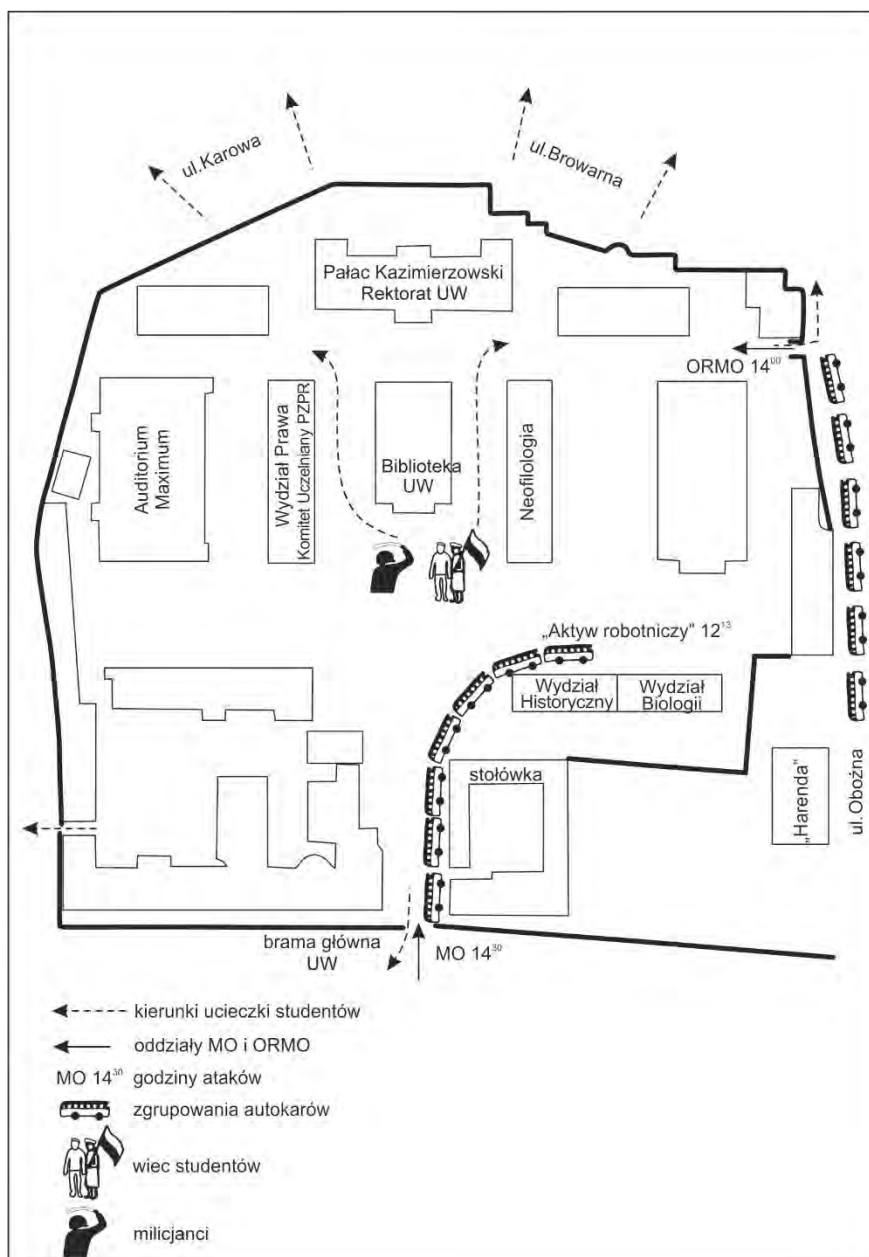 ul.Karowa
ul.Browarna
Pałac Kazimierzowski
Rektorat UW
ORMO 14⁰⁰
Auditorium
Maximum
Wydział Prawa
Komitet Uczelniany PZPR
Biblioteka
UW
Neofilologia
„Aktyw robotniczy" 12¹³
Wydział
Historyczny
Wydział
Biologii
stołówka
„Harenda"
ul. Oboźna
brama główna
UW
MO 14³⁰
kierunki ucieczki studentów
oddziały MO i ORMO
MO 14³⁰ godziny ataków
zgrupowania autokarów
wiec studentów
milicjanci